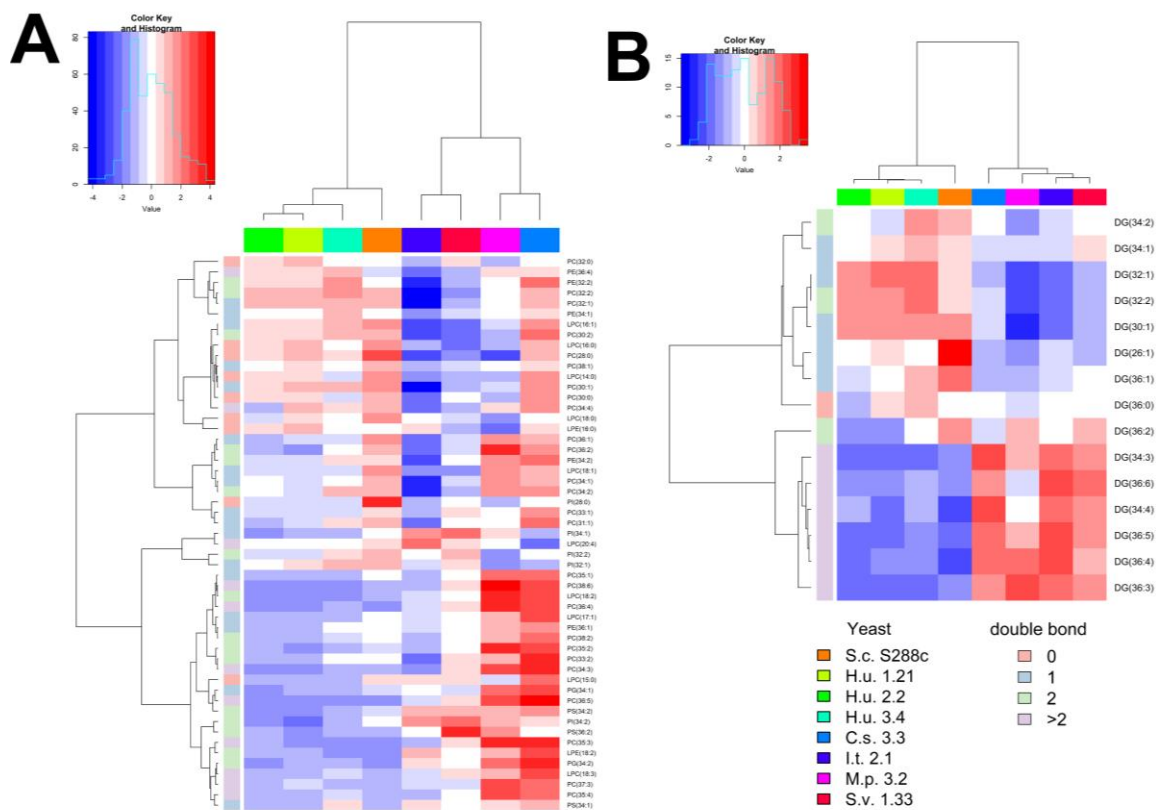 A
Color Key
and Histogram
80
60
40
20
0
-4
-2
0
2
4
Value
PC(32:0)
PE(36:4)
PE(32:2)
PC(32:2)
PC(32:1)
PE(34:1)
LPC(16:1)
PC(30:2)
LPC(16:0)
PC(28:0)
PC(38:1)
LPC(14:0)
PC(30:1)
PC(30:0)
PC(34:4)
LPC(18:0)
LPE(16:0)
PC(36:1)
PC(36:2)
PE(34:2)
LPC(18:1)
PC(34:1)
PC(34:2)
PI(28:0)
PC(33:1)
PC(31:1)
PI(34:1)
LPC(20:4)
PI(32:2)
PI(32:1)
PC(35:1)
PC(36:6)
LPC(18:2)
PC(36:4)
LPC(17:1)
PE(36:1)
PC(38:2)
PC(35:2)
PC(33:2)
PC(34:3)
LPC(15:0)
PG(34:1)
PC(36:5)
PS(34:2)
PI(34:2)
PS(36:2)
PC(35:3)
LPE(18:2)
PG(34:2)
LPC(18:3)
PC(37:3)
PC(35:4)
PS(34:1)
B
Color Key
and Histogram
15
10
5
0
-2
0
2
Value
DG(34:2)
DG(34:1)
DG(32:1)
DG(32:2)
DG(30:1)
DG(26:1)
DG(36:1)
DG(36:0)
DG(36:2)
DG(34:3)
DG(36:6)
DG(34:4)
DG(36:5)
DG(36:4)
DG(36:3)
Yeast
S.c. S288c
H.u. 1.21
H.u. 2.2
H.u. 3.4
C.s. 3.3
I.t. 2.1
M.p. 3.2
S.v. 1.33
double bond
0
1
2
>2